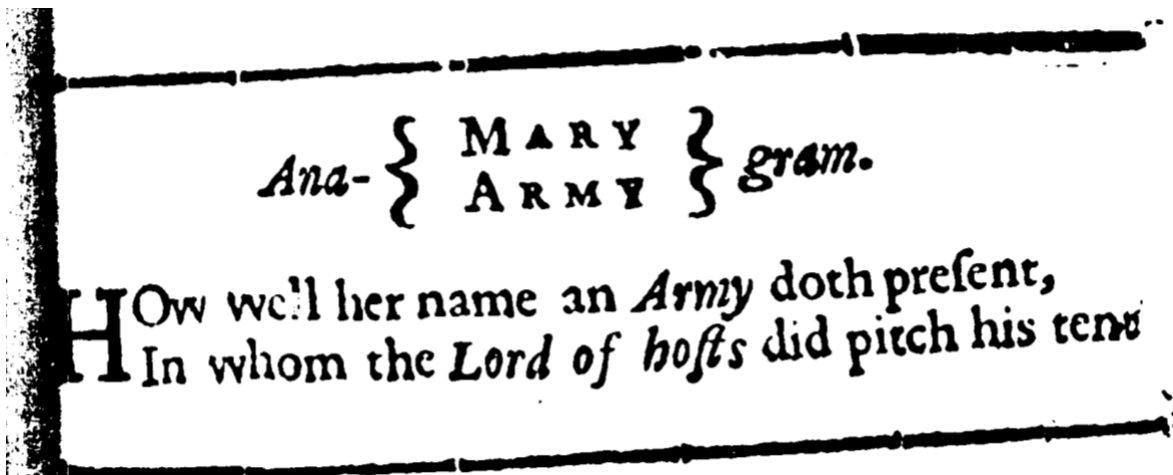 Ana- { MARY ARMY } gram.
HOw well her name an Army doth preſent,
In whom the Lord of hoſts did pitch his tent